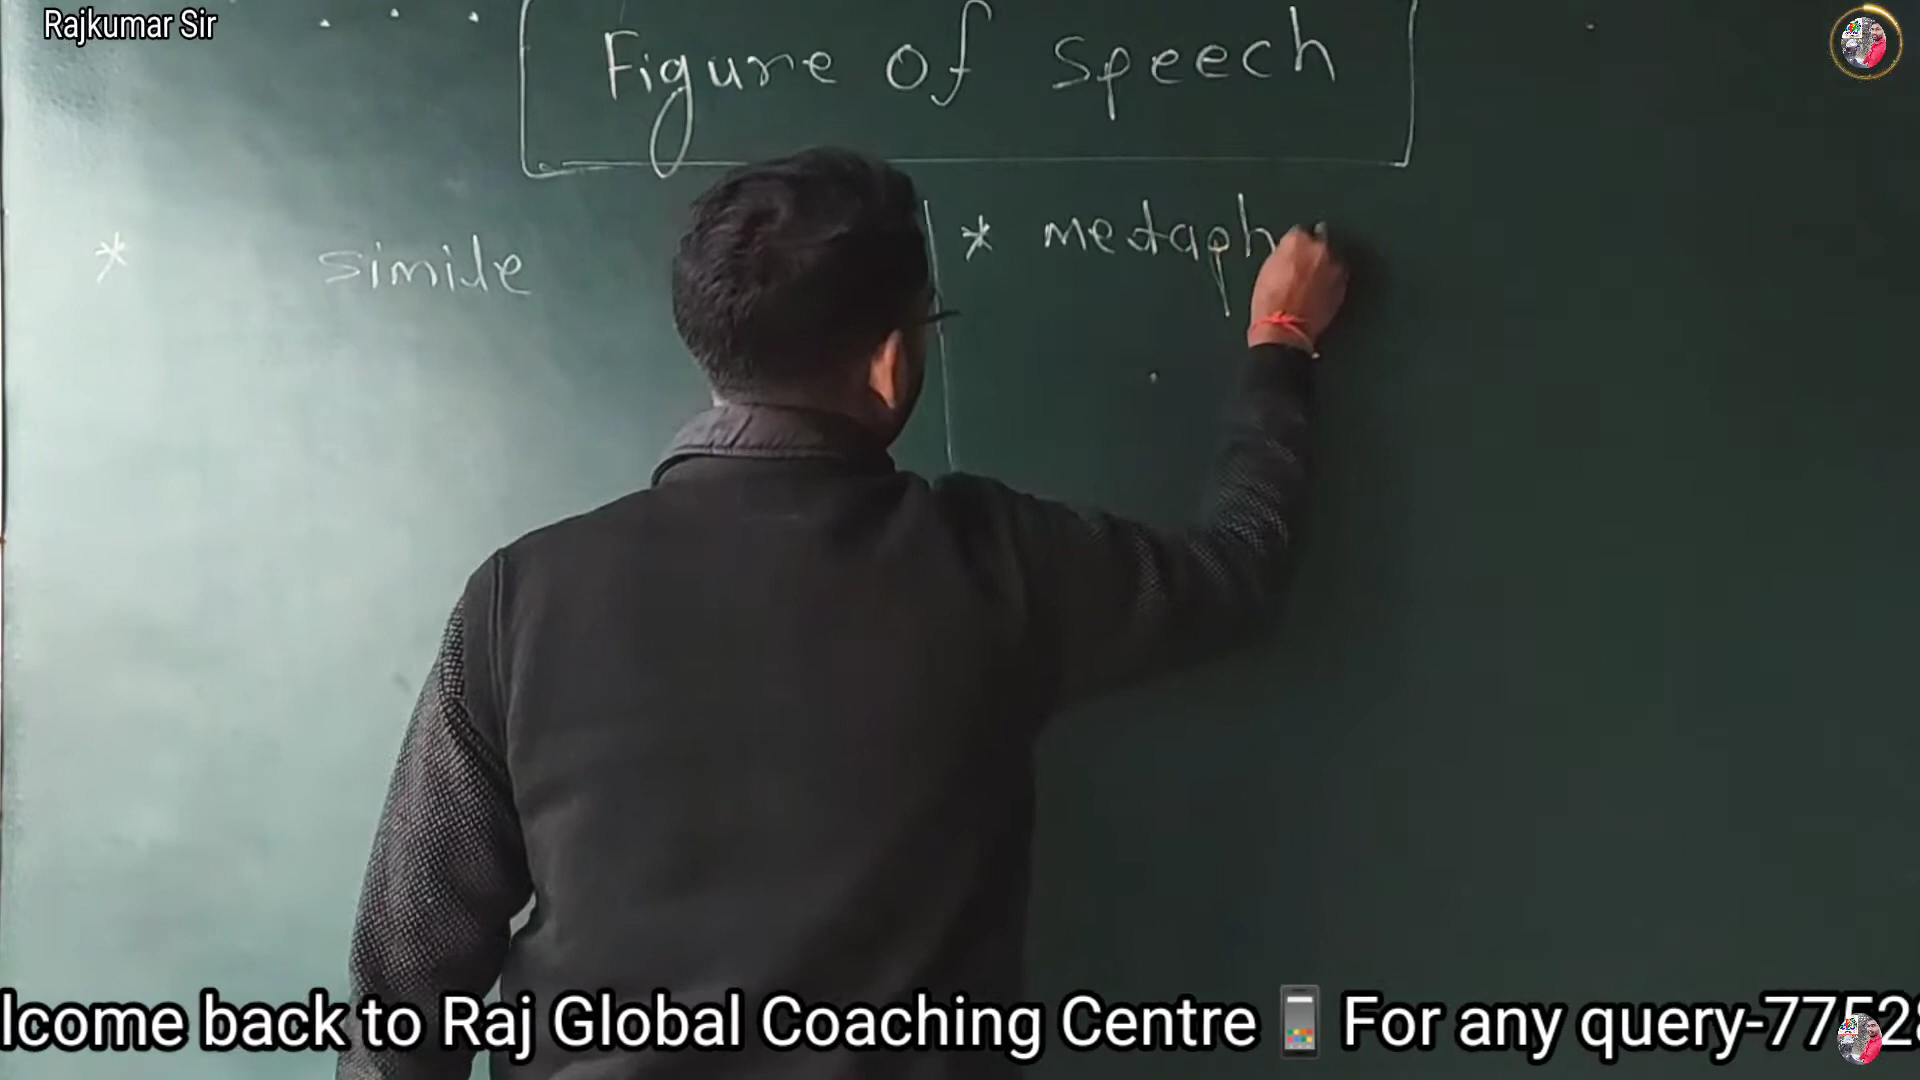 Rajkumar Sir
Figure of Speech
* simile
* metaph
lcome back to Raj Global Coaching Centre📱For any query-7752